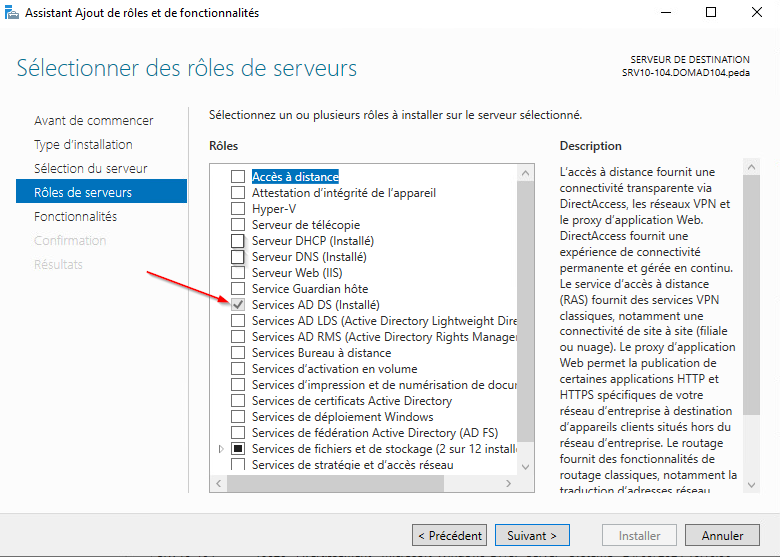 Assistant Ajout de rôles et de fonctionnalités
Sélectionner des rôles de serveurs
SERVEUR DE DESTINATION
SRV10-104.DOMAD104.peda
Avant de commencer
Type d'installation
Sélection du serveur
Rôles de serveurs
Fonctionnalités
Confirmation
Résultats
Sélectionnez un ou plusieurs rôles à installer sur le serveur sélectionné.
Rôles
Accès à distance
Attestation d'intégrité de l'appareil
Hyper-V
Serveur de télécopie
Serveur DHCP (Installé)
Serveur DNS (Installé)
Serveur Web (IIS)
Service Guardian hôte
Services AD DS (Installé)
Services AD LDS (Active Directory Lightweight Dire
Services AD RMS (Active Directory Rights Manager
Services Bureau à distance
Services d'activation en volume
Services d'impression et de numérisation de docu
Services de certificats Active Directory
Services de déploiement Windows
Services de fédération Active Directory (AD FS)
Services de fichiers et de stockage (2 sur 12 install
Services de stratégie et d'accès réseau
Description
L'accès à distance fournit une
connectivité transparente via
DirectAccess, les réseaux VPN et
le proxy d'application Web.
DirectAccess fournit une
expérience de connectivité
permanente et gérée en continu.
Le service d'accès à distance
(RAS) fournit des services VPN
classiques, notamment une
connectivité de site à site (filiale
ou nuage). Le proxy d'application
Web permet la publication de
certaines applications HTTP et
HTTPS spécifiques de votre
réseau d'entreprise à destination
d'appareils clients situés hors du
réseau d'entreprise. Le routage
fournit des fonctionnalités de
routage classiques, notamment la
traduction d'adresses réseau
< Précédent
Suivant >
Installer
Annuler